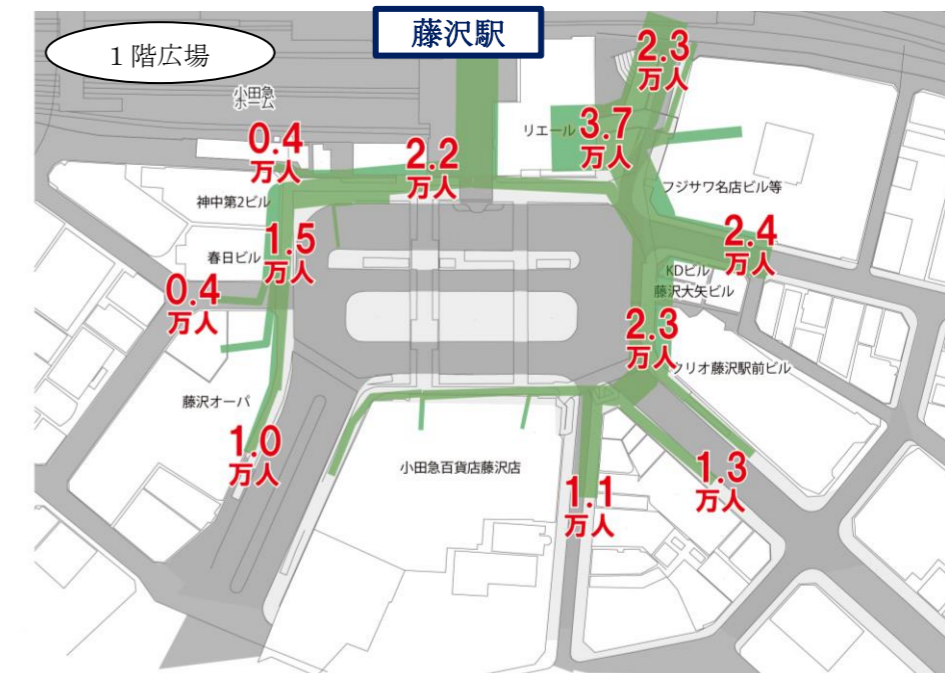 藤沢駅
1階広場
2.3
万人
小田急
ホーム
リエール
3.7
万人
0.4
万人
2.2
万人
神中第2ビル
フジサワ名店ビル等
1.5
万人
春日ビル
2.4
万人
KDビル
藤沢大矢ビル
0.4
万人
2.3
万人
クリオ藤沢駅前ビル
藤沢オーパ
1.0
万人
小田急百貨店藤沢店
1.3
万人
1.1
万人